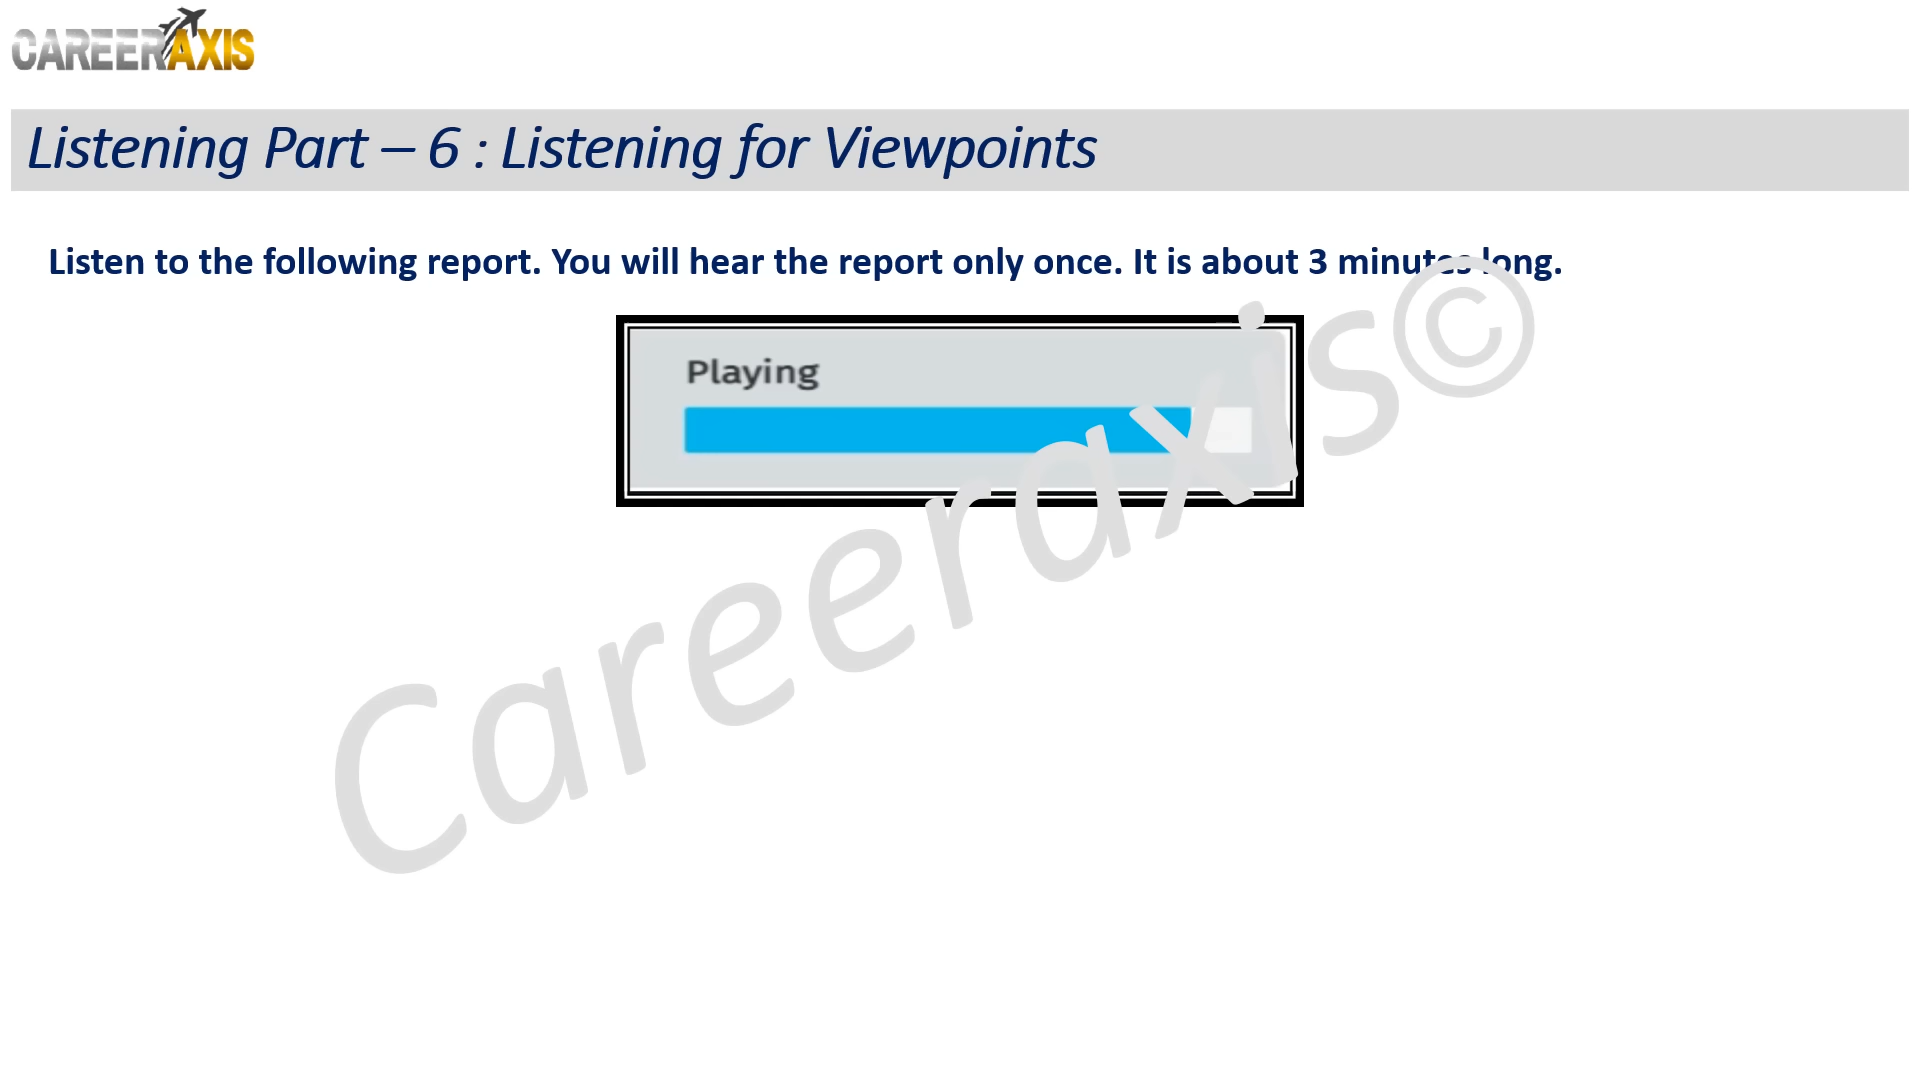 CAREERAXIS
Listening Part – 6 : Listening for Viewpoints
Listen to the following report. You will hear the report only once. It is about 3 minutes long.
Playing
Careeraxis©